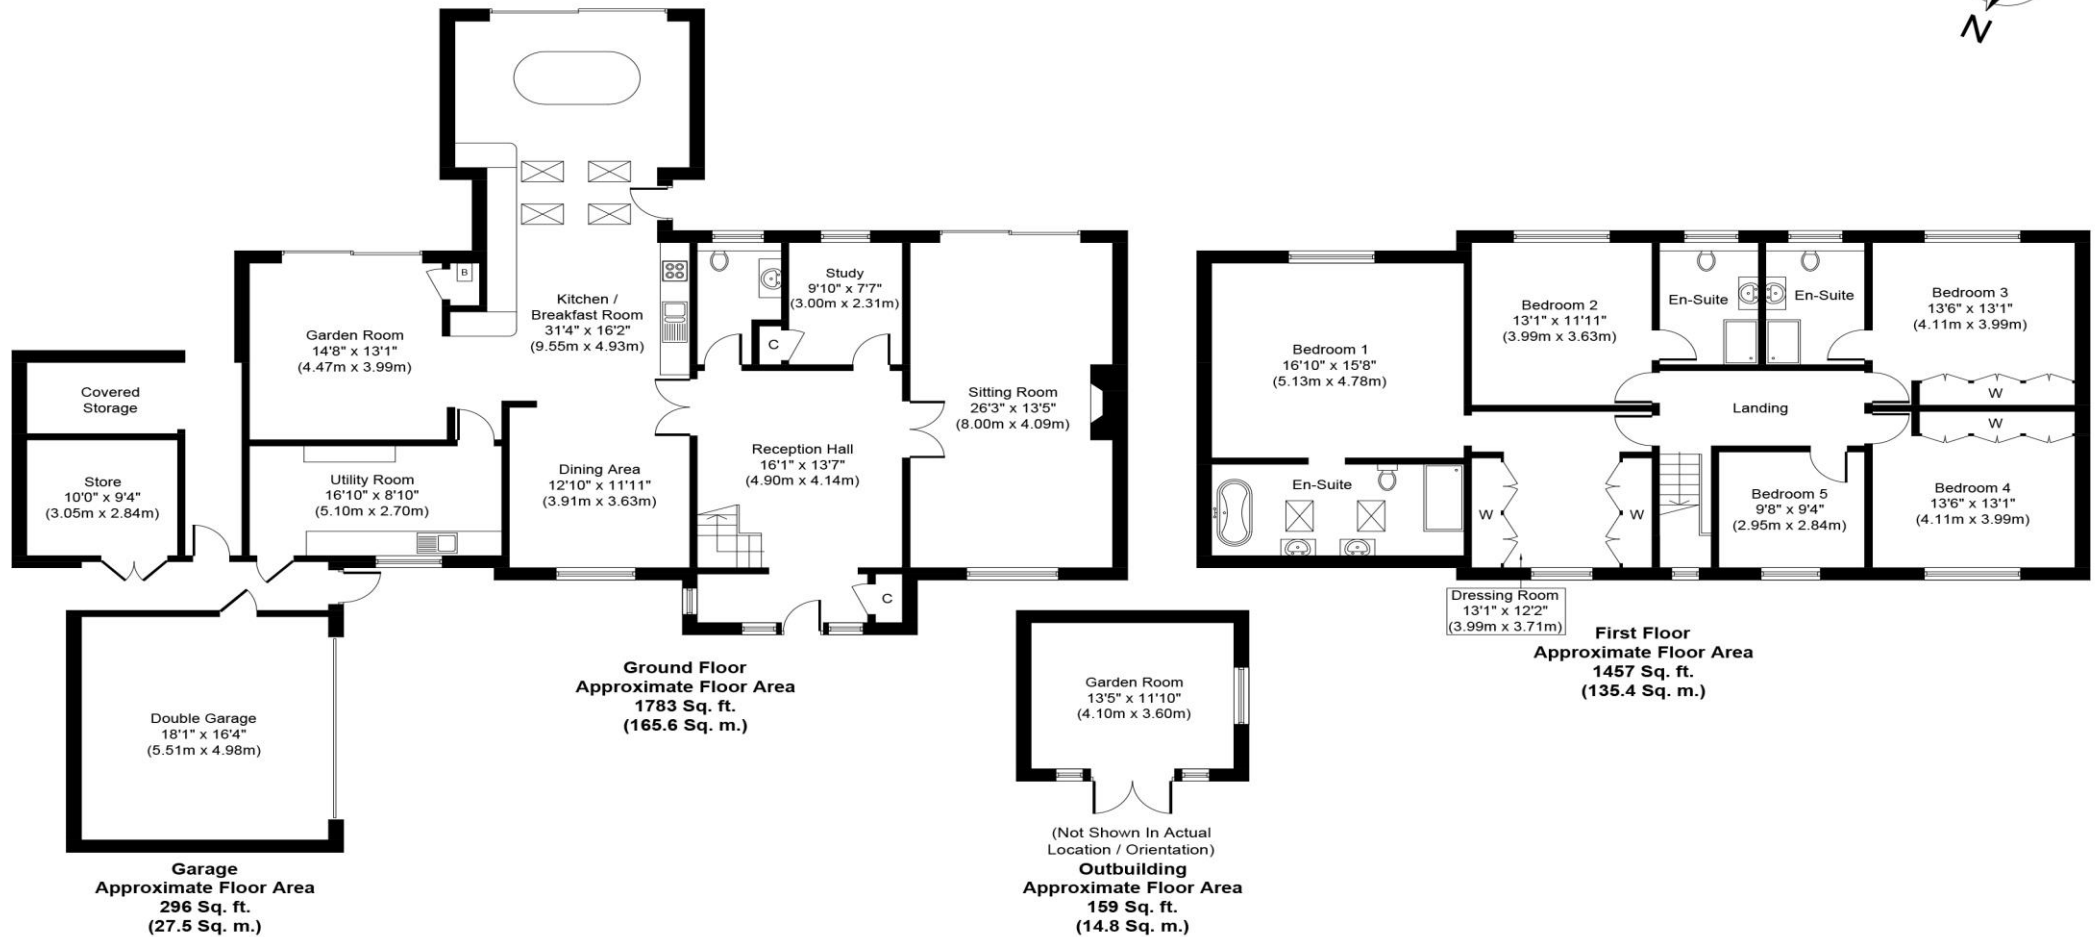 N
Kitchen /
Breakfast Room
31'4" x 16'2"
(9.55m x 4.93m)
B
Garden Room
14'8" x 13'1"
(4.47m x 3.99m)
Study
9'10" x 7'7"
(3.00m x 2.31m)
C
Sitting Room
26'3" x 13'5"
(8.00m x 4.09m)
Covered
Storage
Store
10'0" x 9'4"
(3.05m x 2.84m)
Utility Room
16'10" x 8'10"
(5.10m x 2.70m)
Dining Area
12'10" x 11'11"
(3.91m x 3.63m)
Reception Hall
16'1" x 13'7"
(4.90m x 4.14m)
C
Ground Floor
Approximate Floor Area
1783 Sq. ft.
(165.6 Sq. m.)
Double Garage
18'1" x 16'4"
(5.51m x 4.98m)
Garage
Approximate Floor Area
296 Sq. ft.
(27.5 Sq. m.)
Garden Room
13'5" x 11'10"
(4.10m x 3.60m)
(Not Shown In Actual
Location / Orientation)
Outbuilding
Approximate Floor Area
159 Sq. ft.
(14.8 Sq. m.)
Bedroom 1
16'10" x 15'8"
(5.13m x 4.78m)
Bedroom 2
13'1" x 11'11"
(3.99m x 3.63m)
En-Suite
En-Suite
Bedroom 3
13'6" x 13'1"
(4.11m x 3.99m)
W
Landing
W
En-Suite
W
W
Bedroom 5
9'8" x 9'4"
(2.95m x 2.84m)
Bedroom 4
13'6" x 13'1"
(4.11m x 3.99m)
Dressing Room
13'1" x 12'2"
(3.99m x 3.71m)
First Floor
Approximate Floor Area
1457 Sq. ft.
(135.4 Sq. m.)